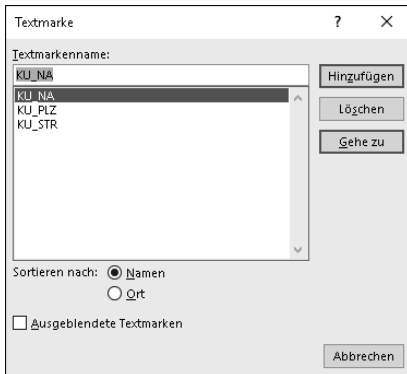 Textmarke ? ×
Textmarkenname:
KU_NA
Hinzufügen
KU_NA
KU_PLZ
KU_STR
Löschen
Gehe zu
Sortieren nach: Namen
Ort
Ausgeblendete Textmarken
Abbrechen